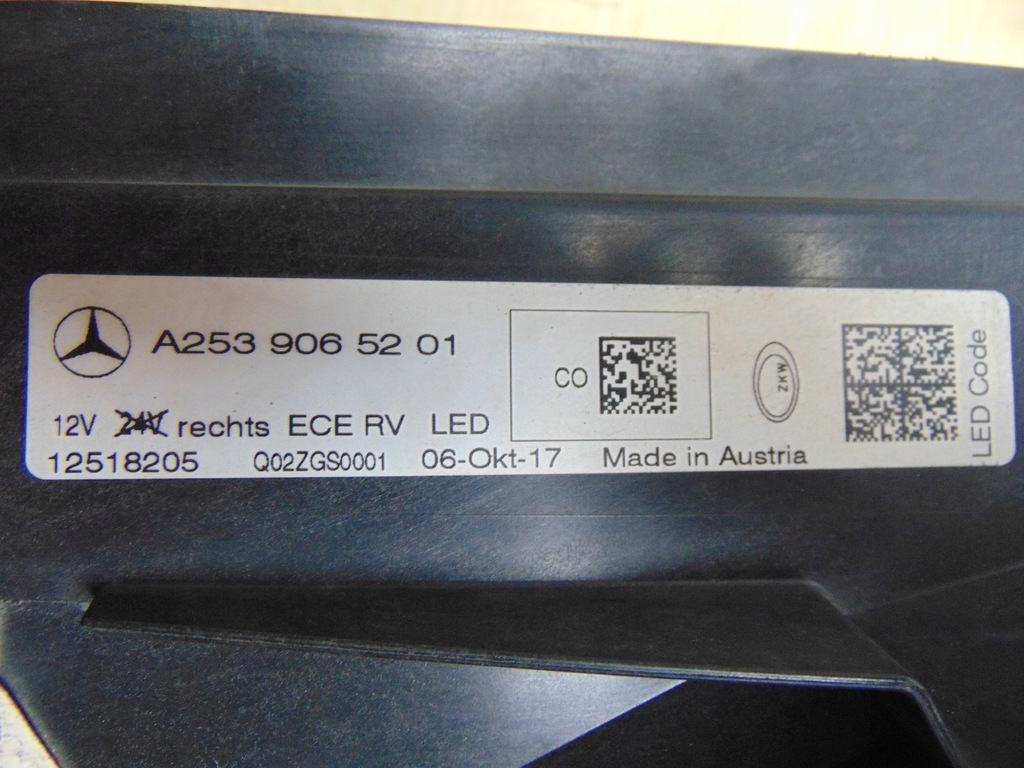 A253 906 52 01
CO
ZKW
12V 24V rechts ECE RV LED
12518205 Q02ZGS0001 06-Okt-17 Made in Austria
LED Code